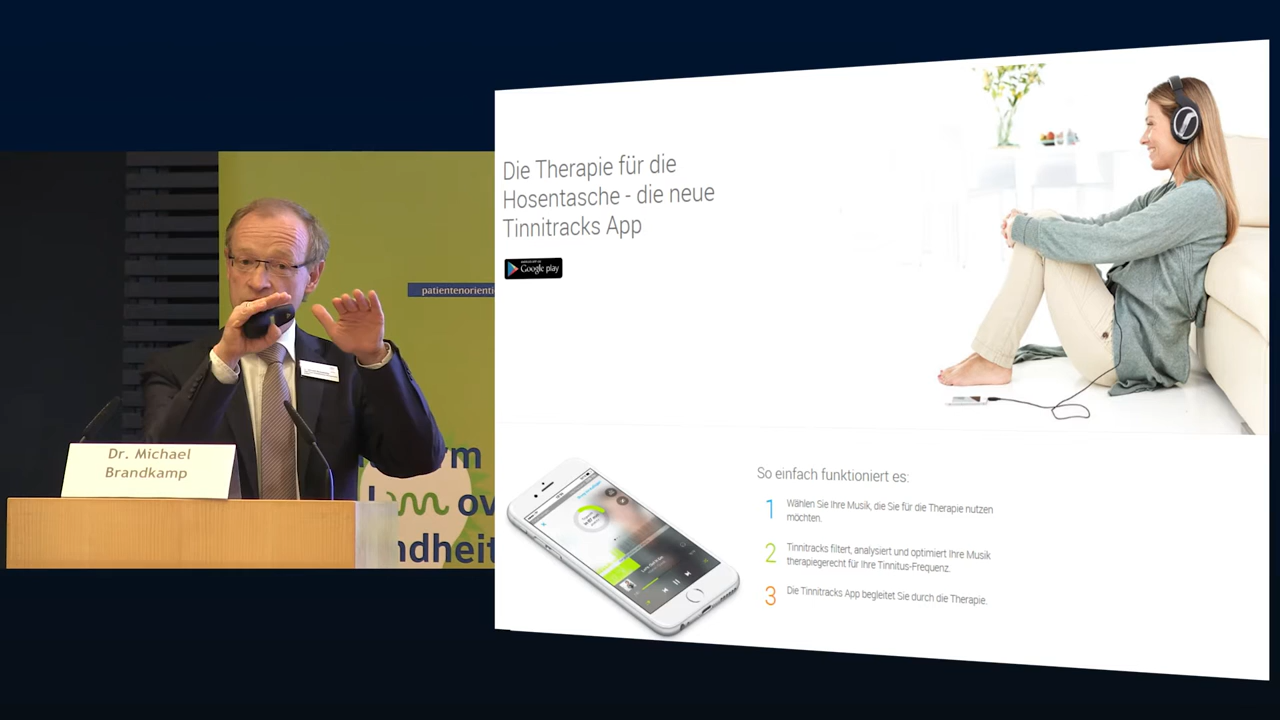 patientenorienti
Dr. Michael
Brandkamp
rm
ov
ndheit
Die Therapie für die
Hosentasche - die neue
Tinnitracks App
Google play
So einfach funktioniert es:
1 Wählen Sie Ihre Musik, die Sie für die Therapie nutzen
möchten.
2 Tinnitracks filtert, analysiert und optimiert Ihre Musik
therapiegerecht für Ihre Tinnitus-Frequenz.
3 Die Tinnitracks App begleitet Sie durch die Therapie.